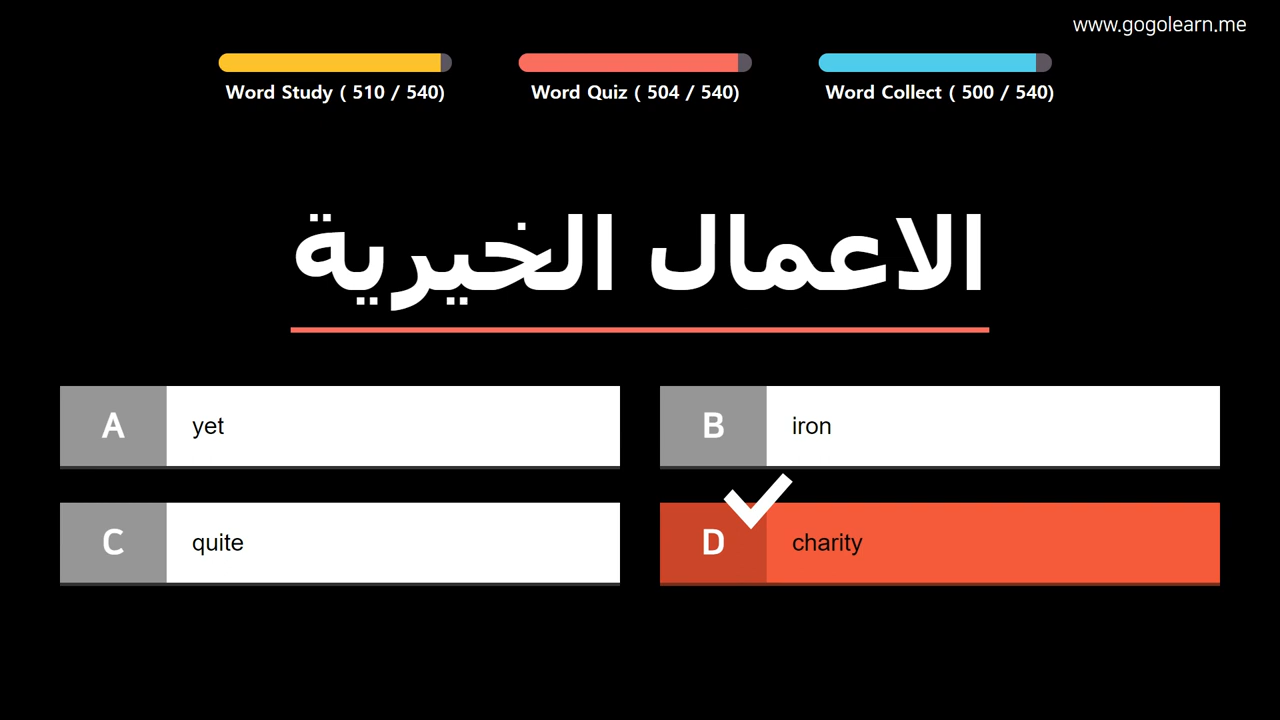 www.gogolearn.me
Word Study ( 510 / 540)
Word Quiz ( 504 / 540)
Word Collect ( 500 / 540)
الاعمال الخيرية
A yet
B iron
C quite
D charity